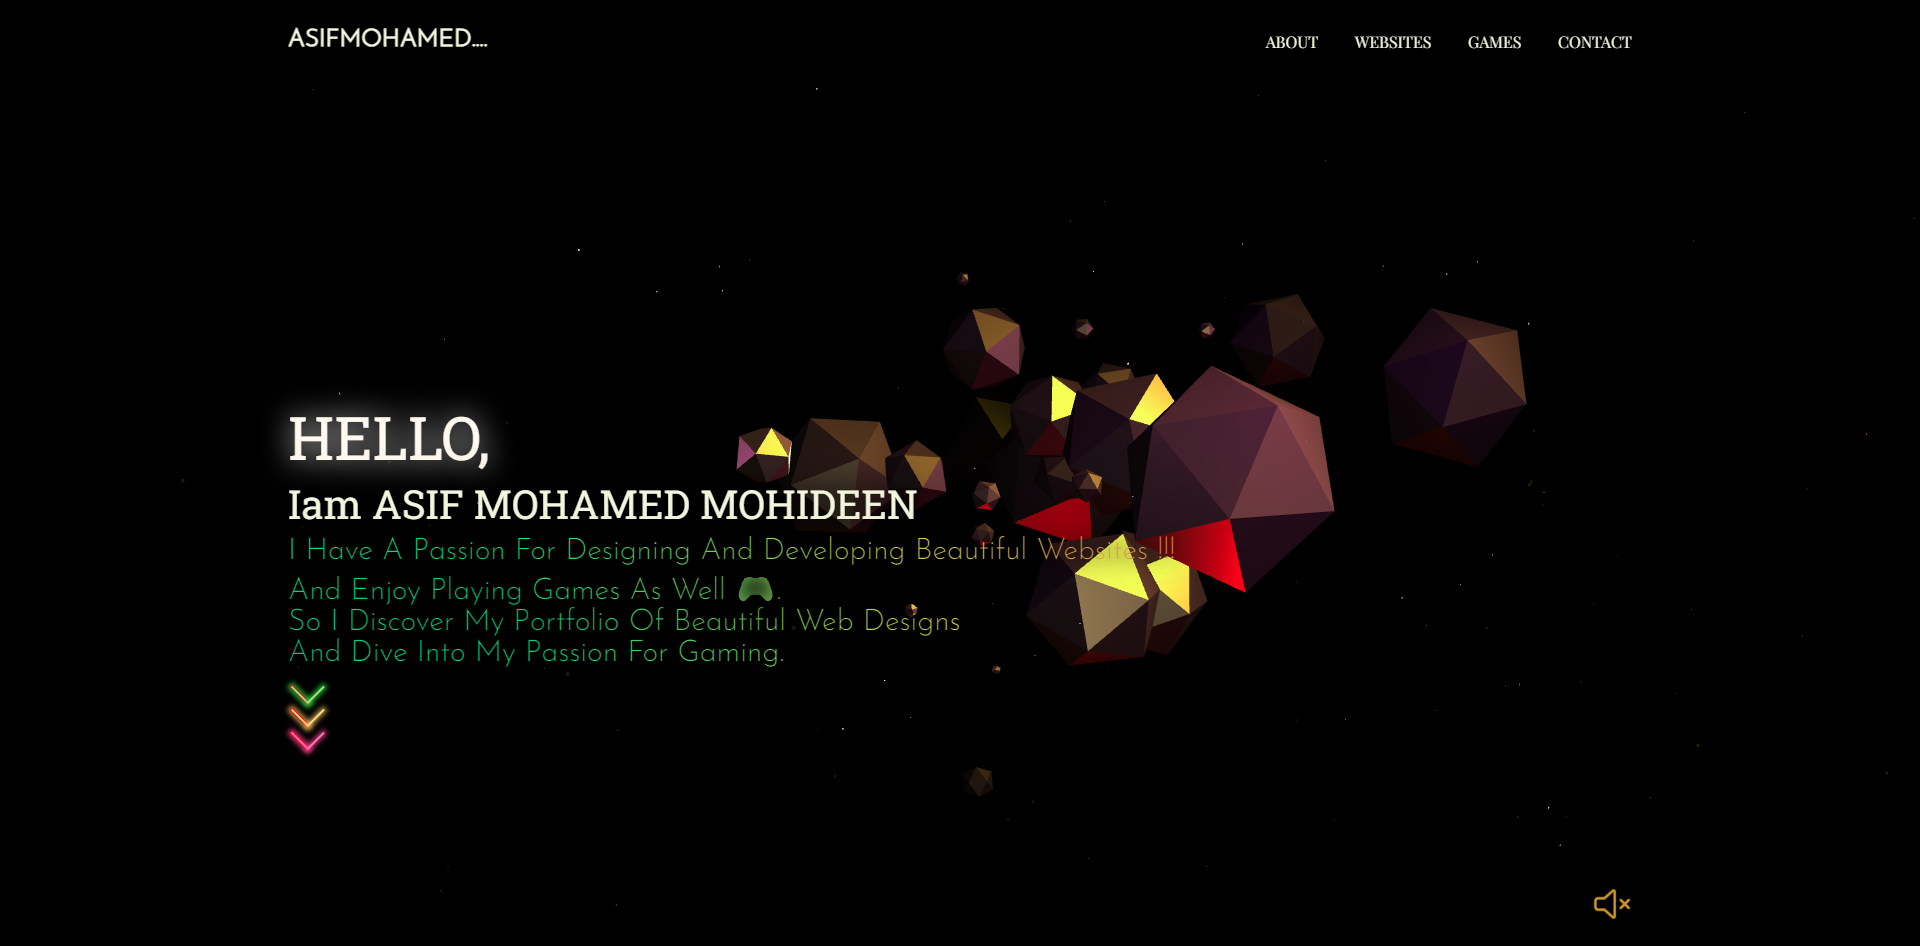 ASIFMOHAMED....
ABOUT WEBSITES GAMES CONTACT
HELLO,
Iam ASIF MOHAMED MOHIDEEN
I Have A Passion For Designing And Developing Beautiful Websites !!!
And Enjoy Playing Games As Well 🎮.
So I Discover My Portfolio Of Beautiful Web Designs
And Dive Into My Passion For Gaming.